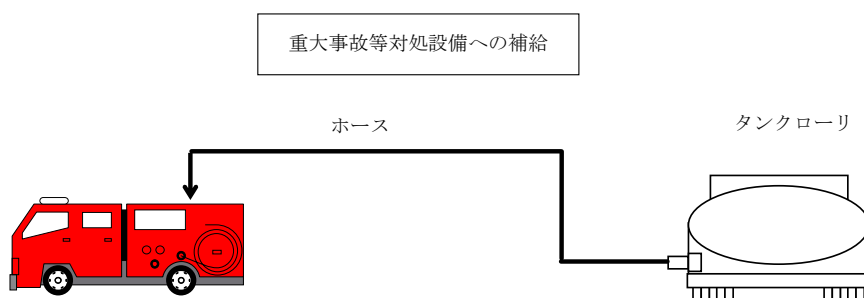 重大事故等対処設備への補給
ホース
タンクローリ